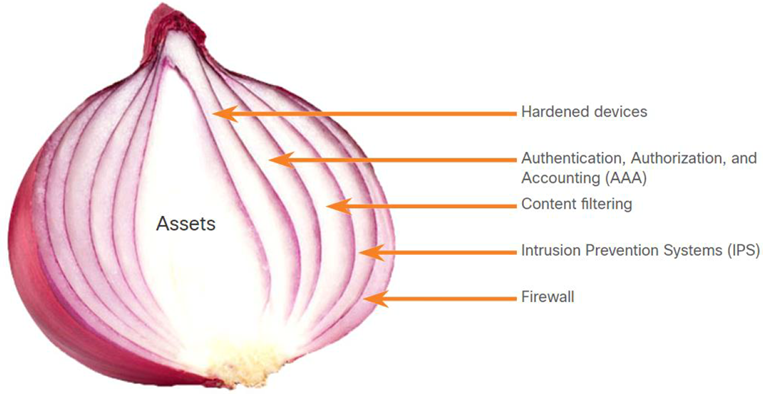 Hardened devices
Authentication, Authorization, and
Accounting (AAA)
Content filtering
Assets
Intrusion Prevention Systems (IPS)
Firewall